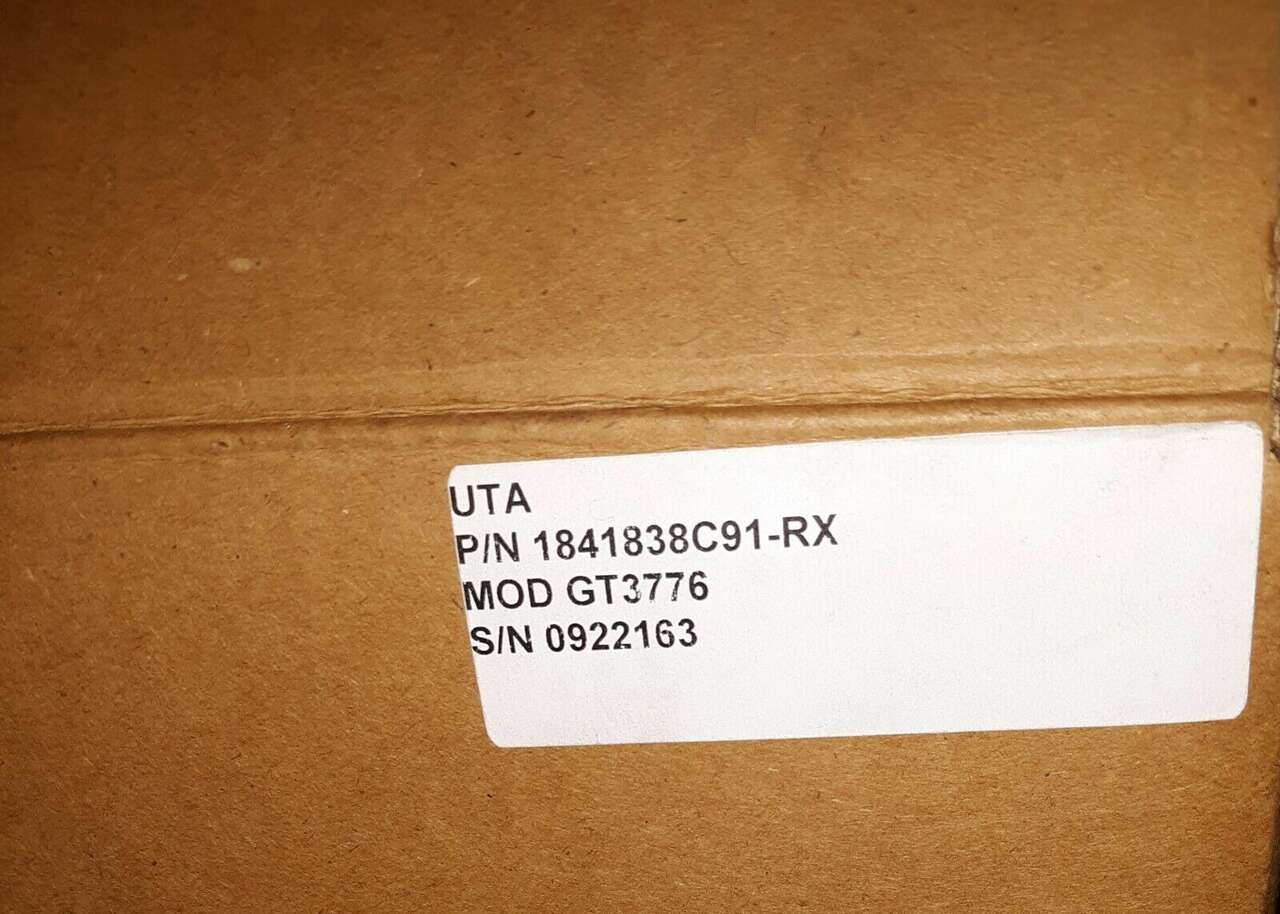 UTA
P/N 1841838C91-RX
MOD GT3776
S/N 0922163